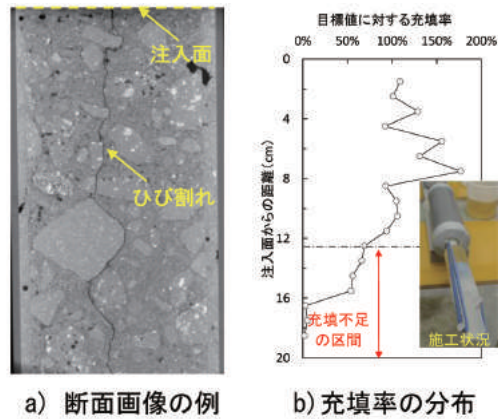 注入面
ひび割れ
a) 断面画像の例
目標値に対する充填率
0% 50% 100% 150% 200%
注入面からの距離(cm)
0
4
8
12
16
20
充填不足
の区間
施工状況
b)充填率の分布